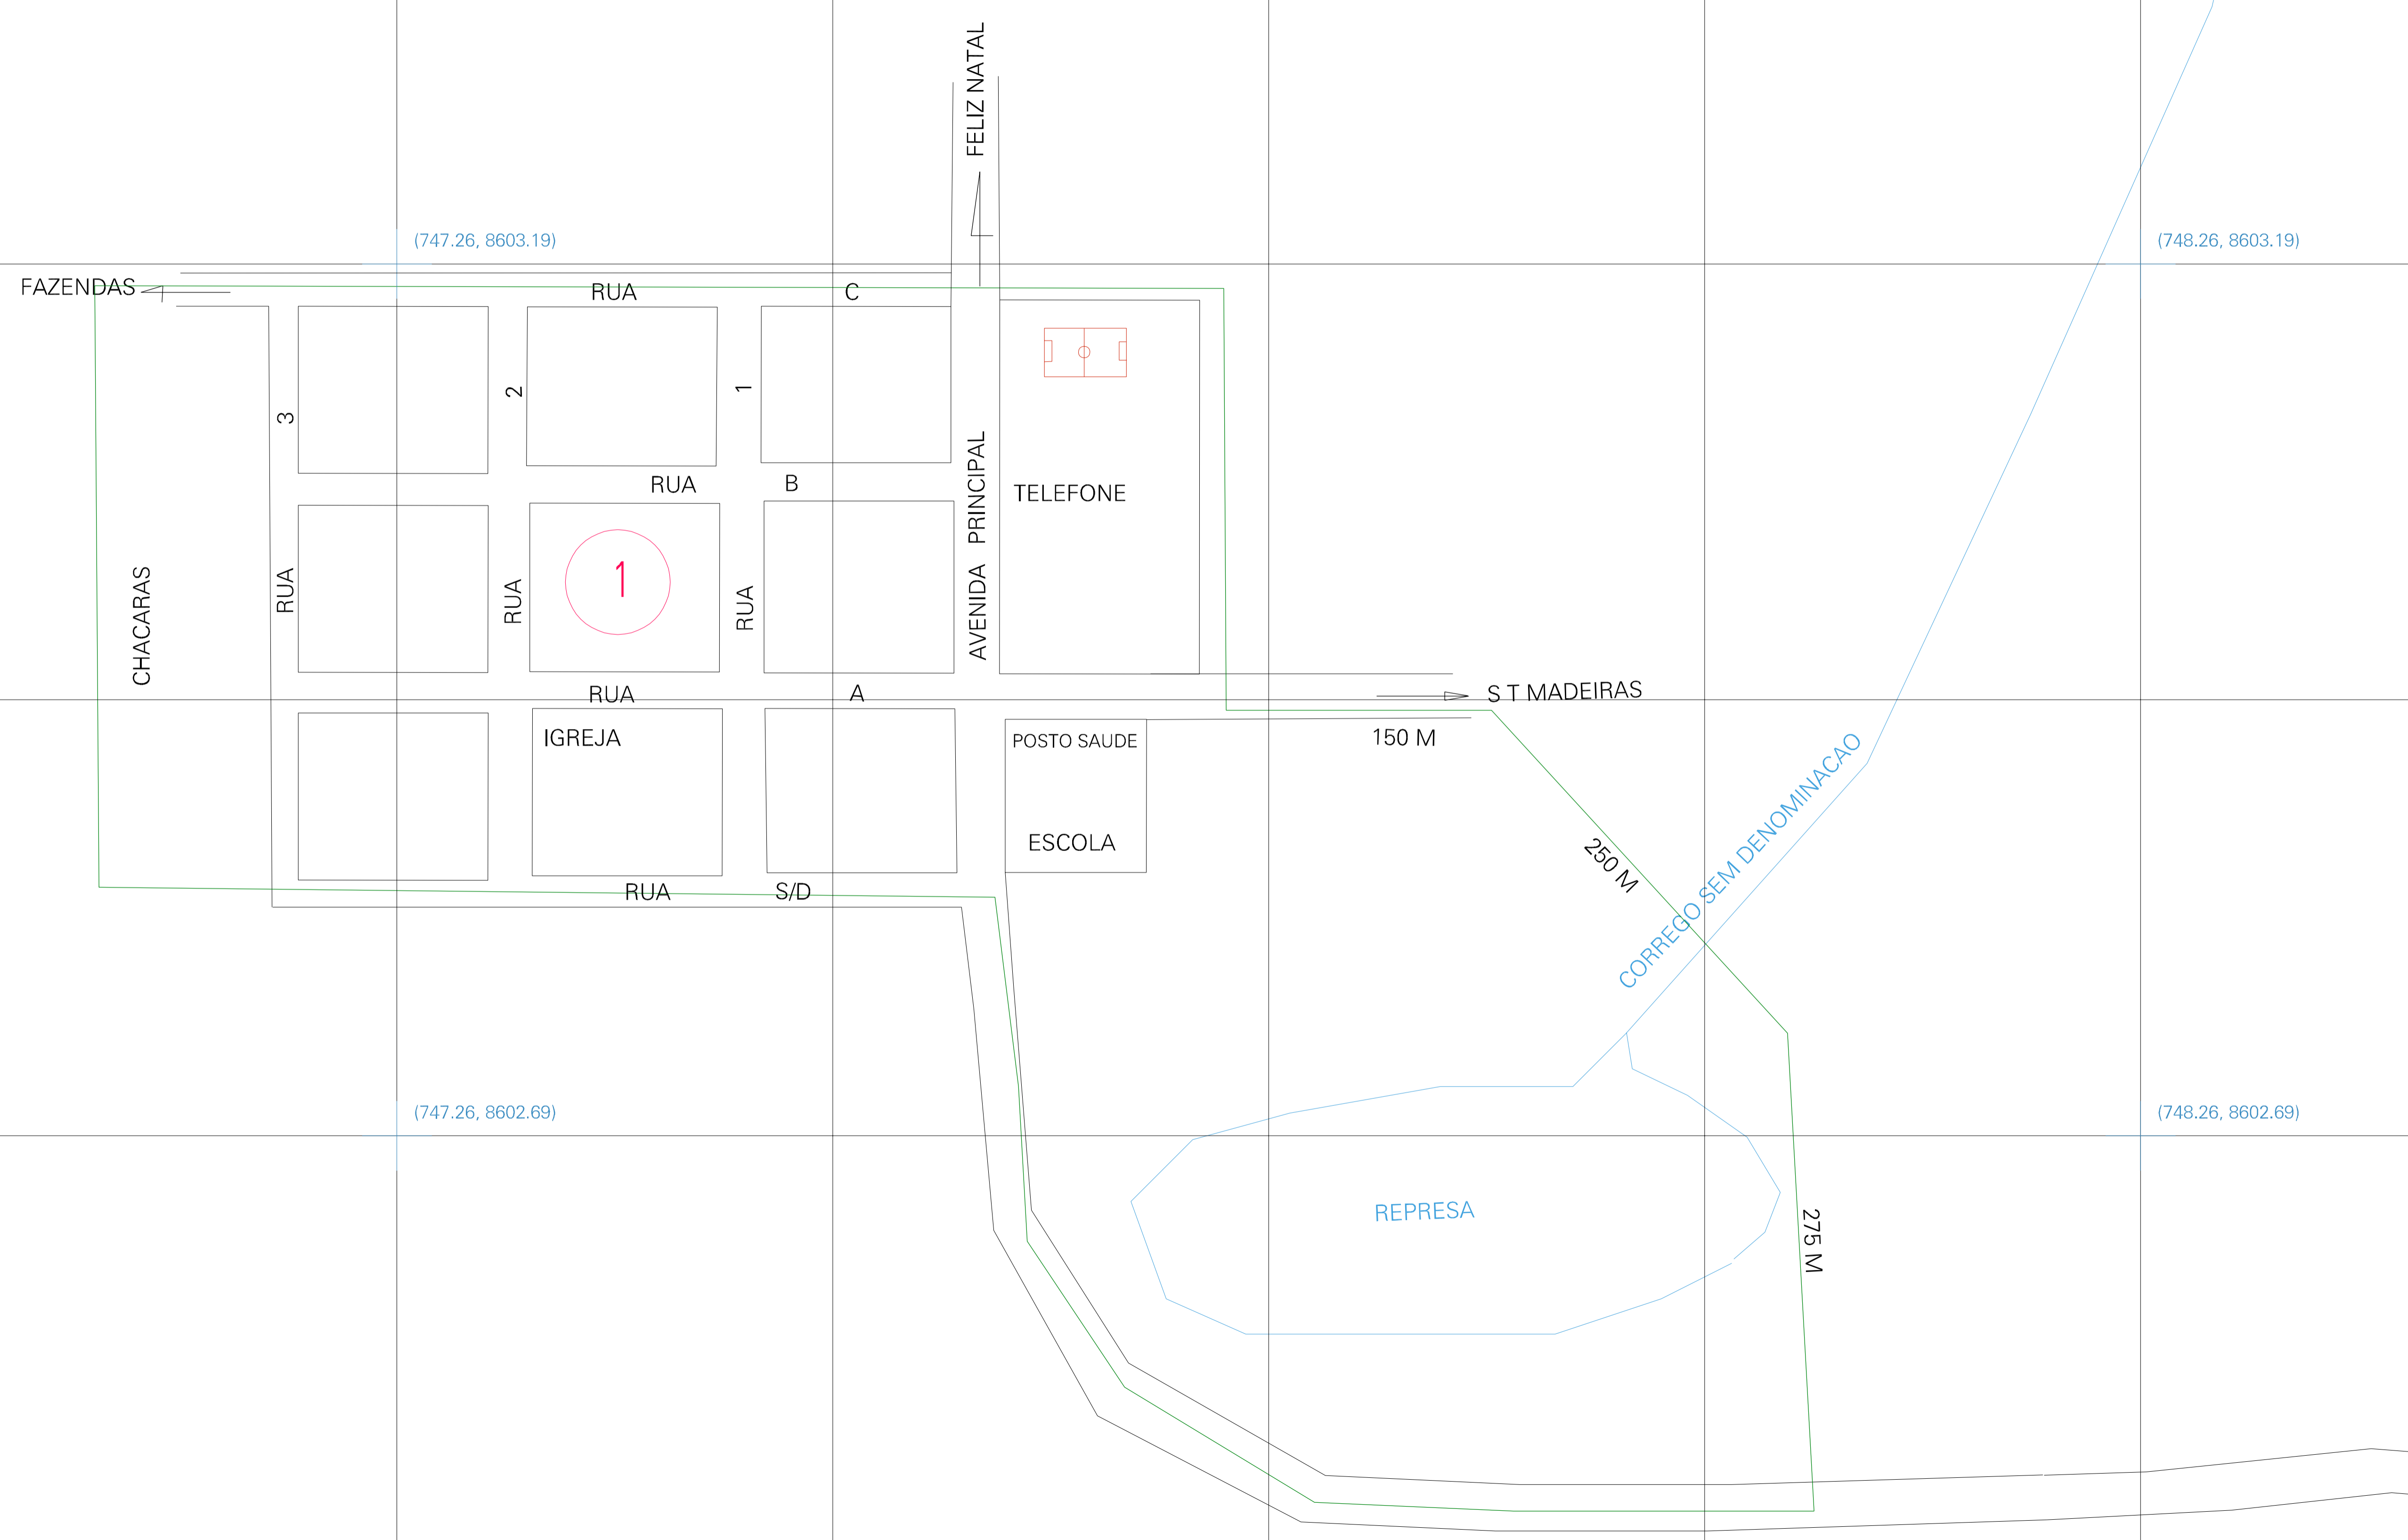 FELIZ NATAL
(747.26, 8603.19)
(748.26, 8603.19)
FAZENDAS
RUA C
3
2
1
RUA B
AVENIDA PRINCIPAL
TELEFONE
CHACARAS
RUA
RUA
1
RUA
RUA A
S T MADEIRAS
IGREJA
POSTO SAUDE
150 M
ESCOLA
250 M
CORREGO SEM DENOMINACAO
RUA S/D
(747.26, 8602.69)
(748.26, 8602.69)
REPRESA
275 M